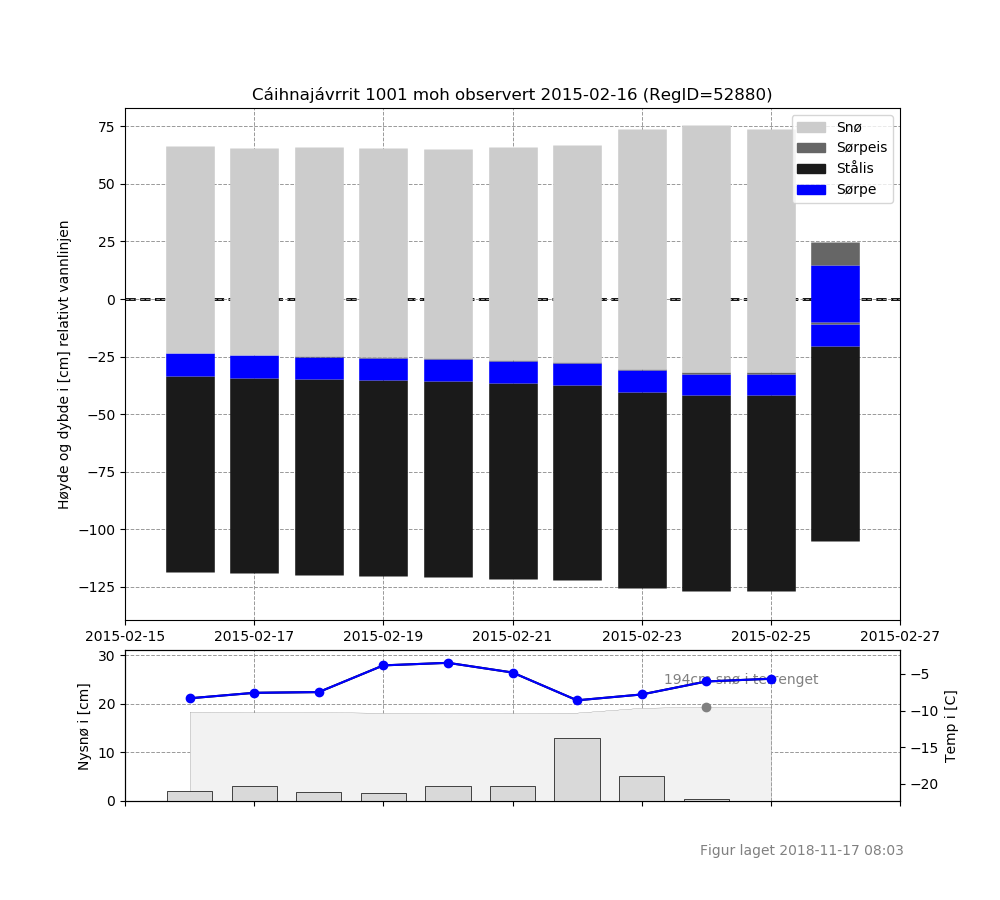 Cáihnajávrrit 1001 moh observert 2015-02-16 (RegID=52880)
Høyde og dybde i [cm] relativt vannlinjen
75
50
25
0
−25
−50
−75
−100
−125
Snø
Sørpeis
Stålis
Sørpe
2015-02-15 2015-02-17 2015-02-19 2015-02-21 2015-02-23 2015-02-25 2015-02-27
Nysnø i [cm]
30
20
10
0
194cm snø i terrenget
−5
−10
−15
−20
Temp i [C]
Figur laget 2018-11-17 08:03